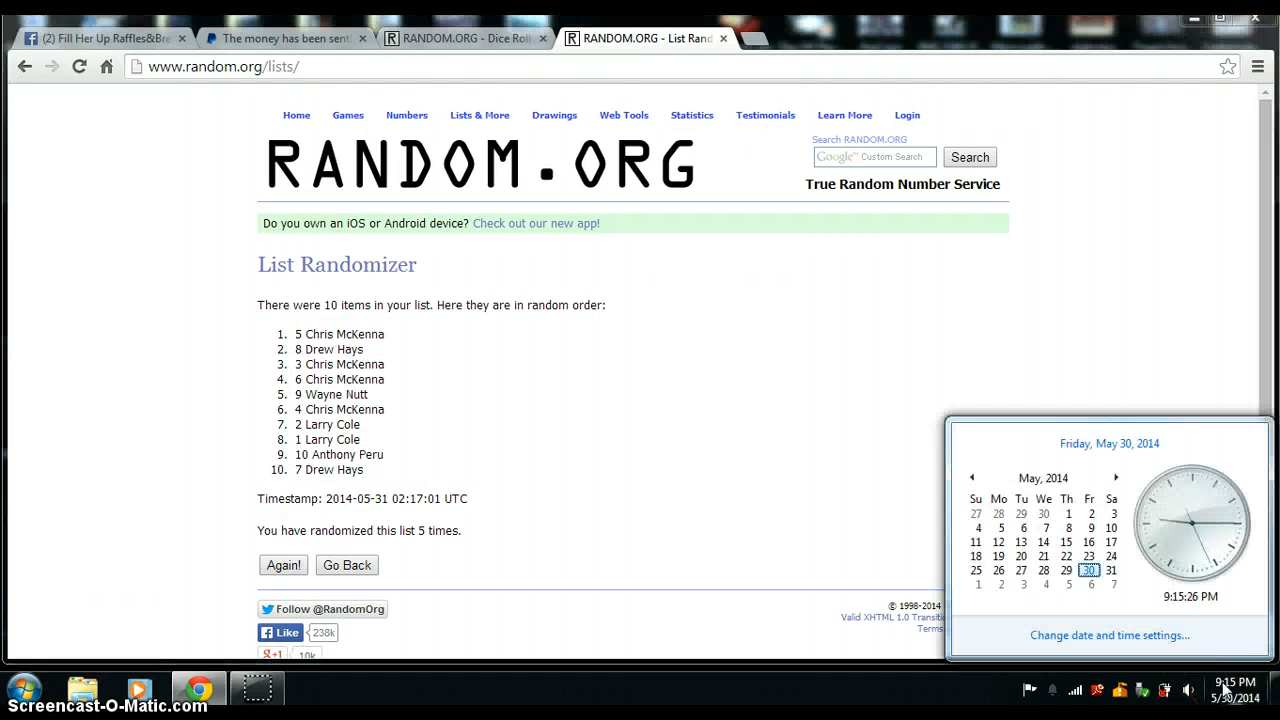 (2) Fill Her Up Raffles&Bre
The money has been sent
RANDOM.ORG - Dice Roll
RANDOM.ORG - List Rand
www.random.org/lists/
Home Games Numbers Lists & More Drawings Web Tools Statistics Testimonials Learn More Login
RANDOM.ORG
Search RANDOM.ORG
Google™ Custom Search Search
True Random Number Service
Do you own an iOS or Android device? Check out our new app!
List Randomizer
There were 10 items in your list. Here they are in random order:
1. 5 Chris McKenna
2. 8 Drew Hays
3. 3 Chris McKenna
4. 6 Chris McKenna
5. 9 Wayne Nutt
6. 4 Chris McKenna
7. 2 Larry Cole
8. 1 Larry Cole
9. 10 Anthony Peru
10. 7 Drew Hays
Timestamp: 2014-05-31 02:17:01 UTC
You have randomized this list 5 times.
Again! Go Back
Follow @RandomOrg
Like 238k
g+1 10k
© 1998-2014
Valid XHTML 1.0 Transiti
Terms
Friday, May 30, 2014
May, 2014
Su Mo Tu We Th Fr Sa
27 28 29 30 1 2 3
4 5 6 7 8 9 10
11 12 13 14 15 16 17
18 19 20 21 22 23 24
25 26 27 28 29 30 31
1 2 3 4 5 6 7
9:15:26 PM
Change date and time settings...
9:15 PM
5/30/2014
Screencast-O-Matic.com